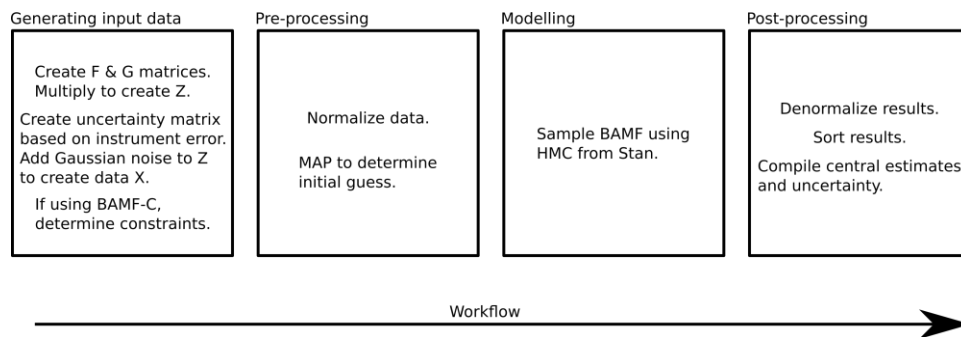 Generating input data
Create F & G matrices.
Multiply to create Z.
Create uncertainty matrix
based on instrument error.
Add Gaussian noise to Z
to create data X.
If using BAMF-C,
determine constraints.
Pre-processing
Normalize data.
MAP to determine
initial guess.
Modelling
Sample BAMF using
HMC from Stan.
Post-processing
Denormalize results.
Sort results.
Compile central estimates
and uncertainty.
Workflow